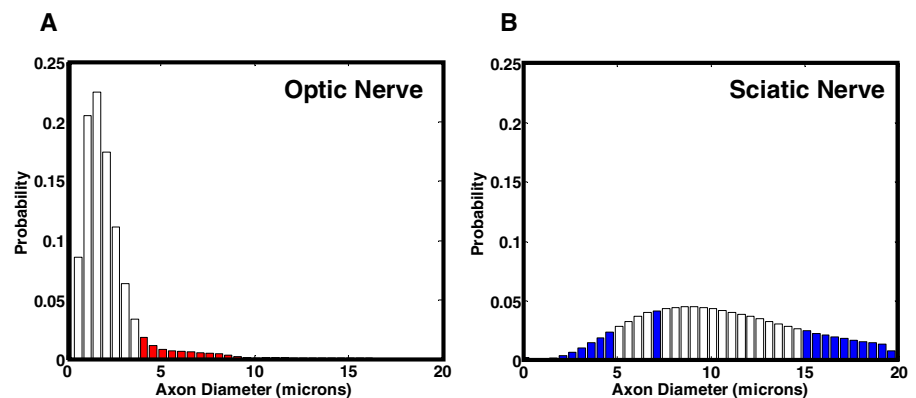 A
Optic Nerve
0.25
0.2
0.15
0.1
0.05
0
Probability
0 5 10 15 20
Axon Diameter (microns)
B
Sciatic Nerve
0.25
0.2
0.15
0.1
0.05
0
Probability
0 5 10 15 20
Axon Diameter (microns)